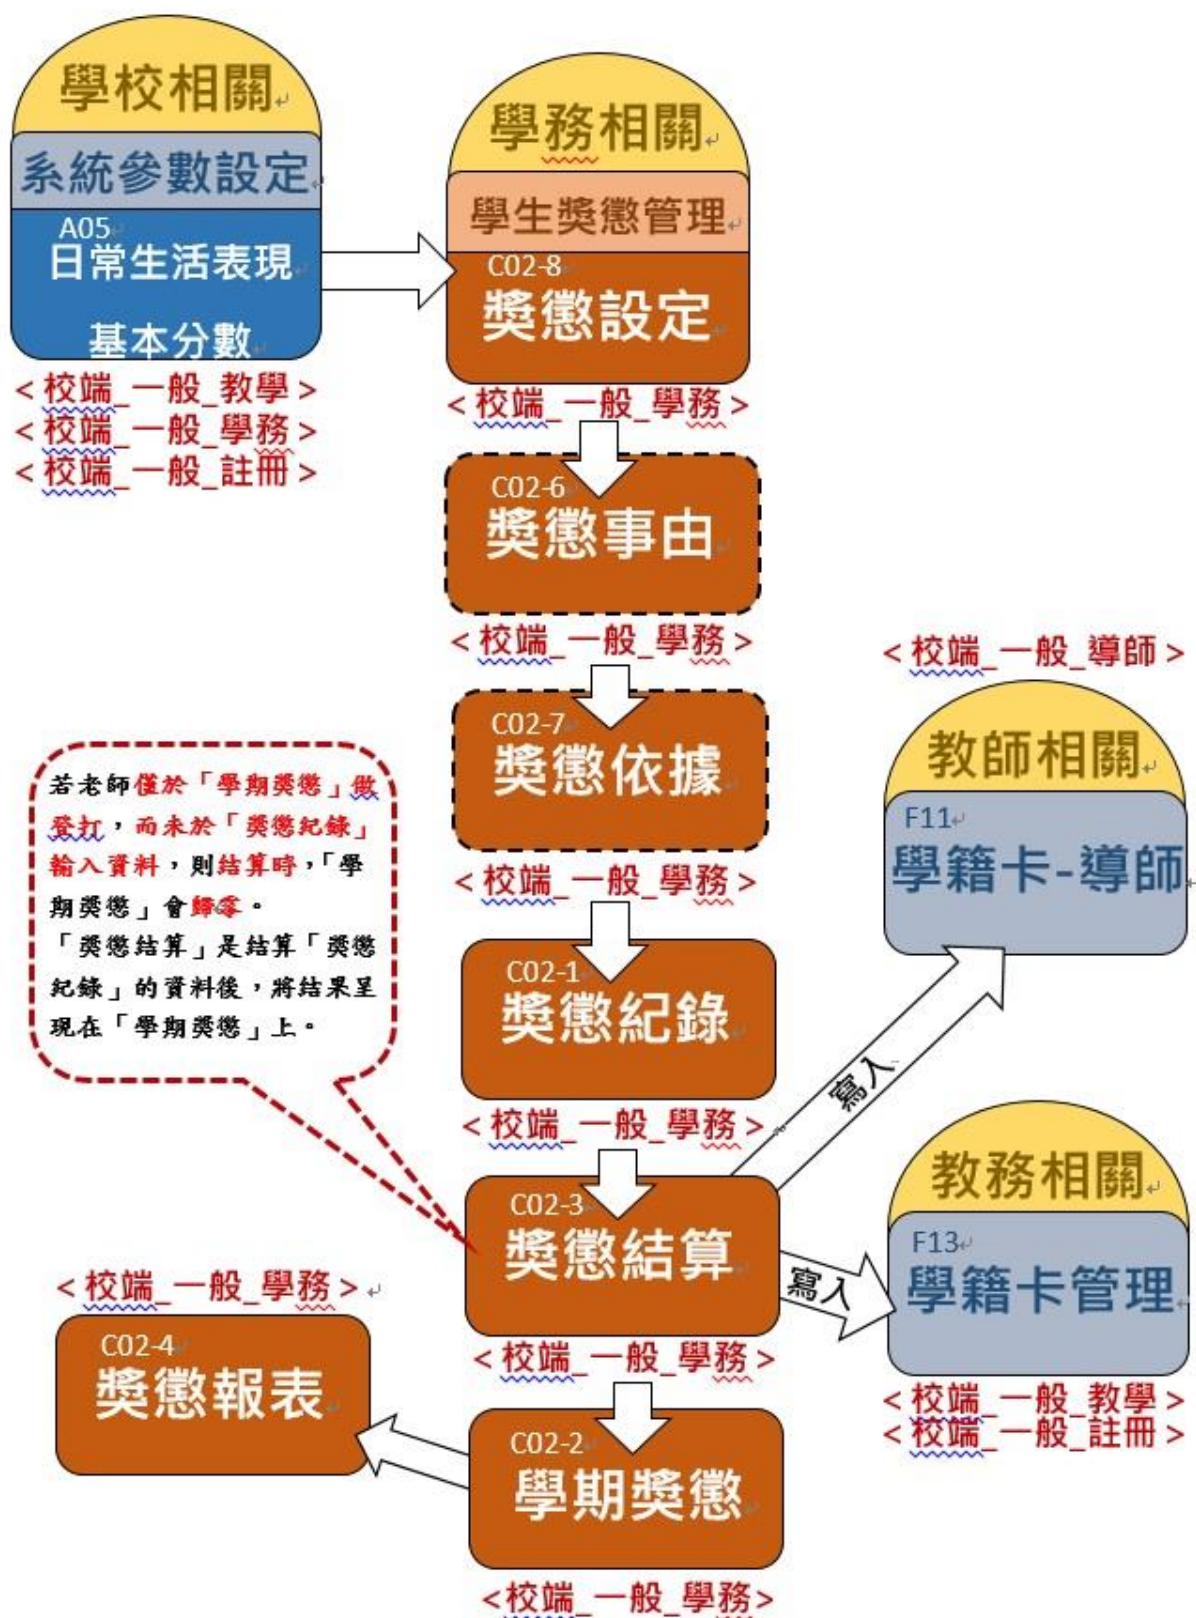 學校相關
系統參數設定
A05
日常生活表現
基本分數
<校端_一般_教學>
<校端_一般_學務>
<校端_一般_註冊>
學務相關
學生獎懲管理
C02-8
獎懲設定
<校端_一般_學務>
C02-6
獎懲事由
<校端_一般_學務>
C02-7
獎懲依據
<校端_一般_學務>
C02-1
獎懲紀錄
<校端_一般_學務>
C02-3
獎懲結算
<校端_一般_學務>
C02-2
學期獎懲
<校端_一般_學務>
若老師僅於「學期獎懲」做
登打,而未於「獎懲紀錄」
輸入資料,則結算時,「學
期獎懲」會歸零。
「獎懲結算」是結算「獎懲
紀錄」的資料後,將結果呈
現在「學期獎懲」上。
<校端_一般_學務>
C02-4
獎懲報表
寫入
<校端_一般_導師>
教師相關
F11
學籍卡-導師
寫入
教務相關
F13
學籍卡管理
<校端_一般_教學>
<校端_一般_註冊>